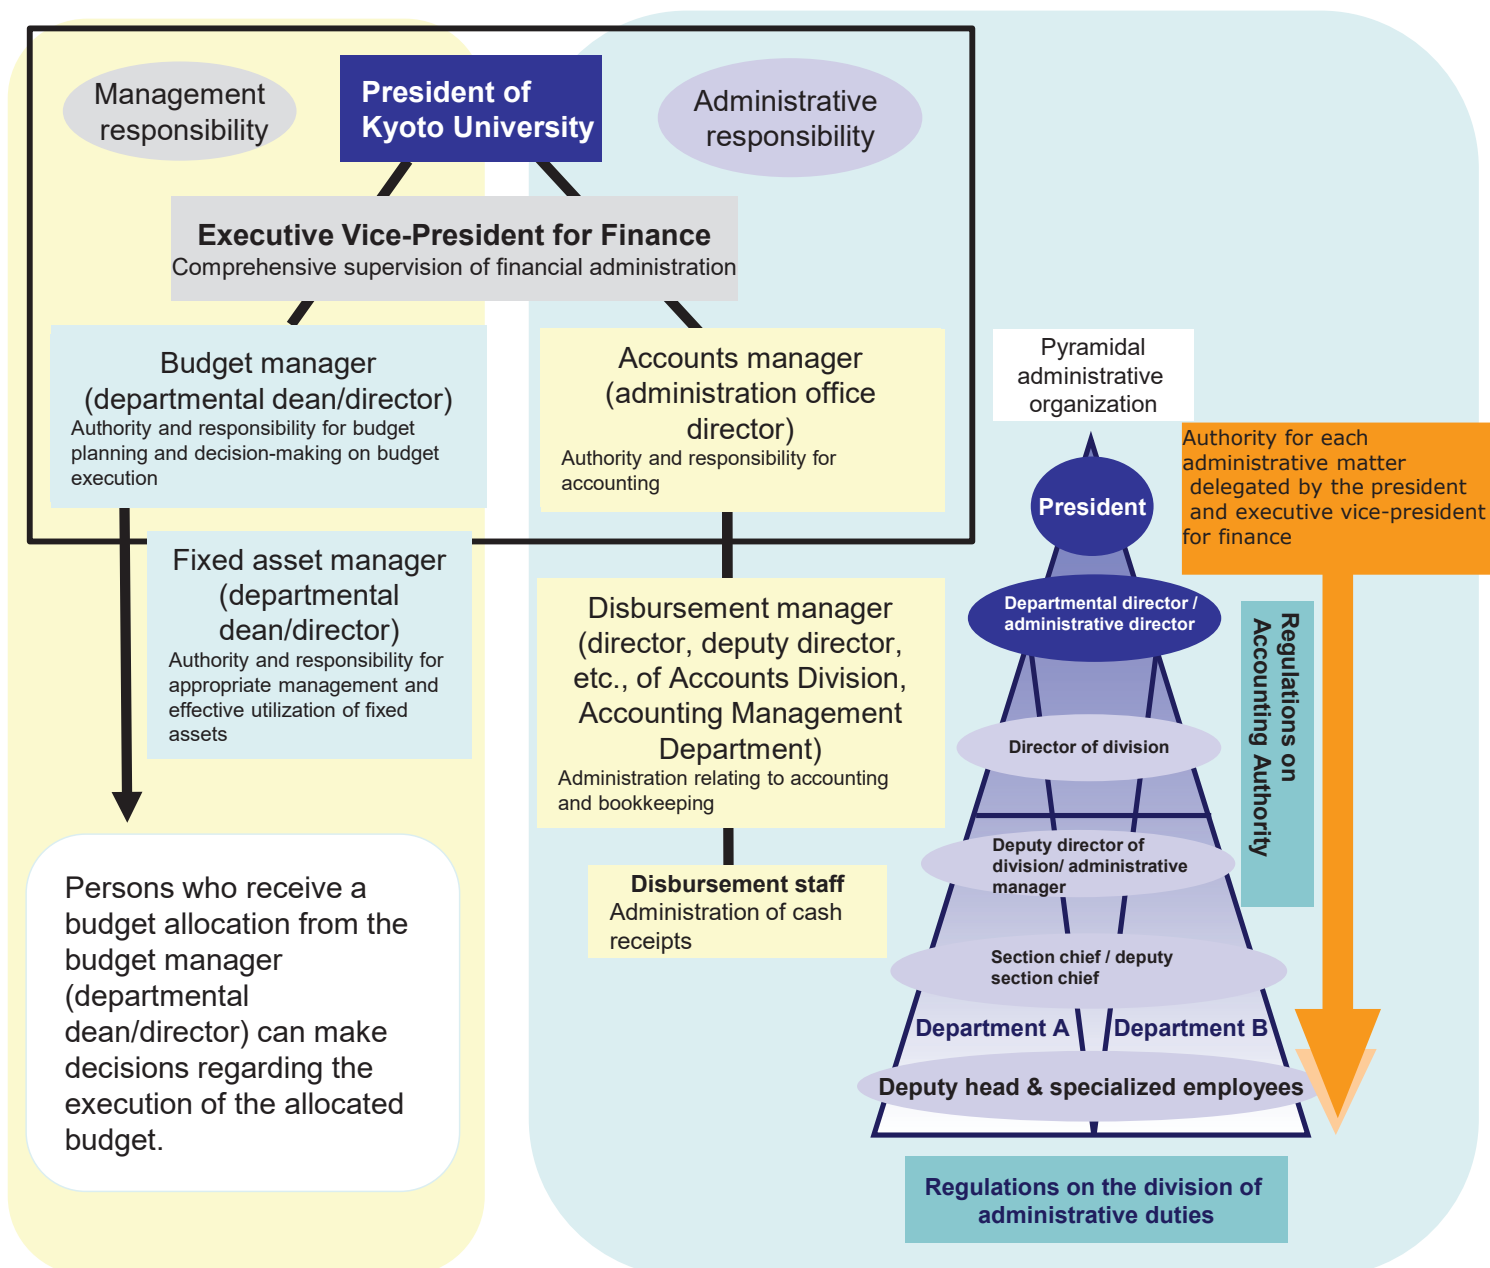 Management
responsibility
President of
Kyoto University
Administrative
responsibility
Executive Vice-President for Finance
Comprehensive supervision of financial administration
Budget manager
(departmental dean/director)
Authority and responsibility for budget
planning and decision-making on budget
execution
Accounts manager
(administration office
director)
Authority and responsibility for
accounting
Fixed asset manager
(departmental
dean/director)
Authority and responsibility for
appropriate management and
effective utilization of fixed
assets
Disbursement manager
(director, deputy director,
etc., of Accounts Division,
Accounting Management
Department)
Administration relating to accounting
and bookkeeping
Disbursement staff
Administration of cash
receipts
Persons who receive a
budget allocation from the
budget manager
(departmental
dean/director) can make
decisions regarding the
execution of the allocated
budget.
Pyramidal
administrative
organization
Authority for each
administrative matter
delegated by the president
and executive vice-president
for finance
President
Departmental director /
administrative director
Director of division
Deputy director of
division/ administrative
manager
Section chief / deputy
section chief
Department A
Department B
Deputy head & specialized employees
Regulations on
Accounting Authority
Regulations on the division of
administrative duties